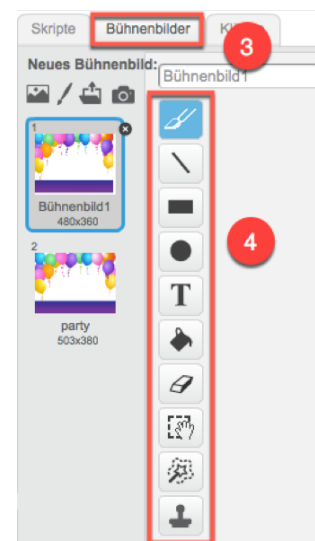 Skripte Bühnenbilder
3
Neues Bühnenbild:
Bühnenbild1
1
Bühnenbild1
480x360
2
party
503x380
4
T